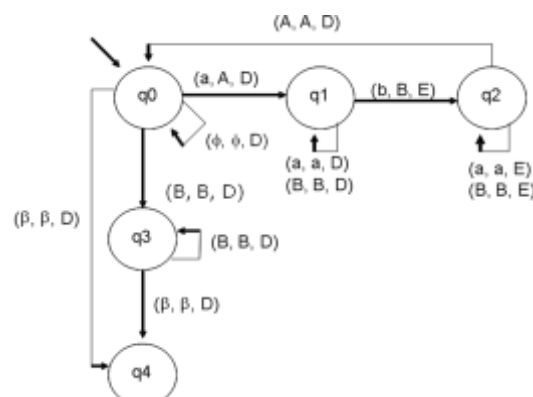 (A, A, D)
q0
(a, A, D)
q1
(b, B, E)
q2
(ϕ, ϕ, D)
(a, a, D)
(B, B, D)
(a, a, E)
(B, B, E)
(B, B, D)
(β, β, D)
q3
(B, B, D)
(β, β, D)
q4